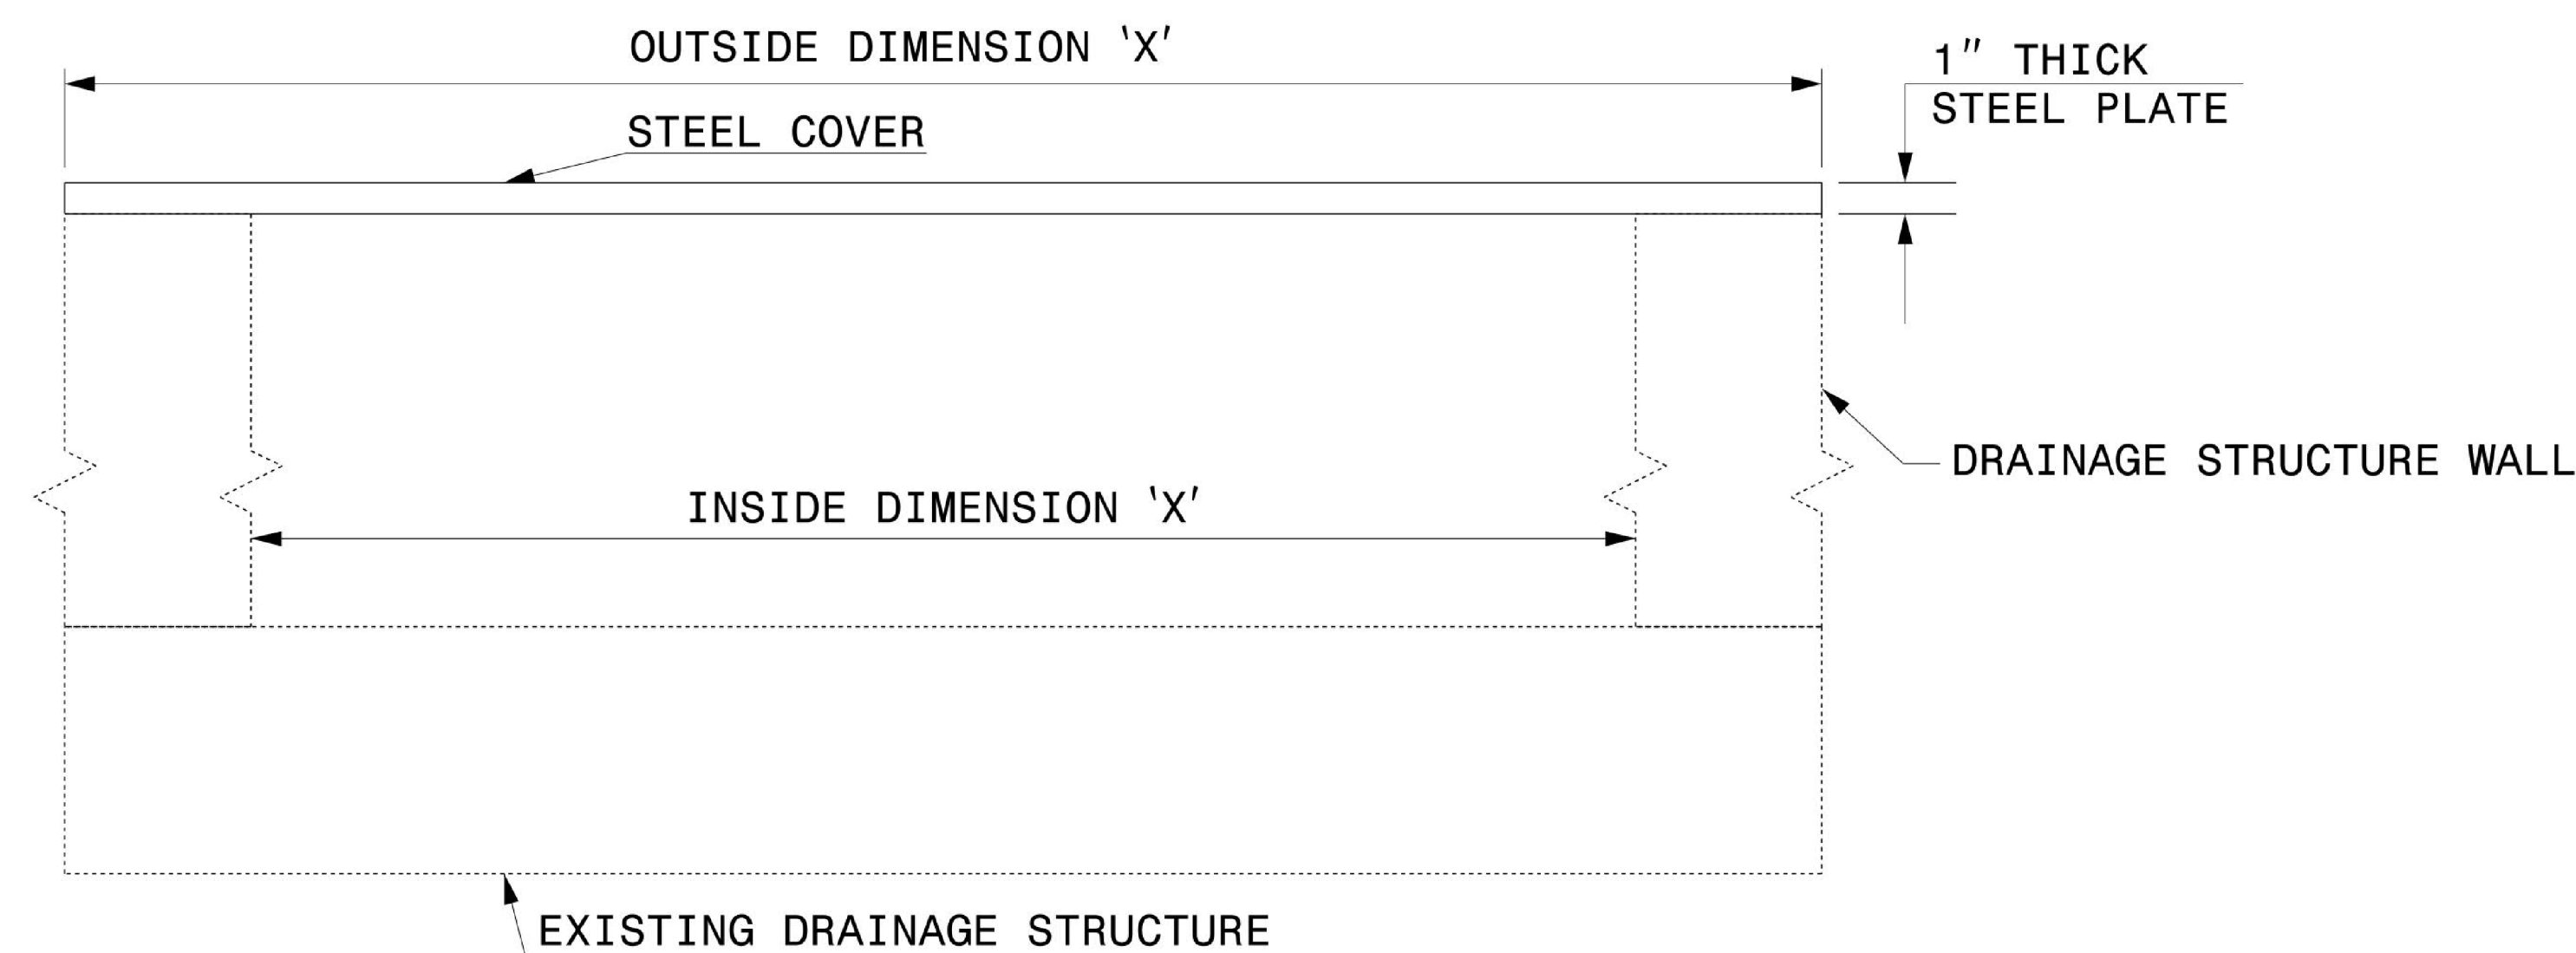 OUTSIDE DIMENSION 'X'
1" THICK
STEEL PLATE
STEEL COVER
DRAINAGE STRUCTURE WALL
INSIDE DIMENSION 'X'
EXISTING DRAINAGE STRUCTURE